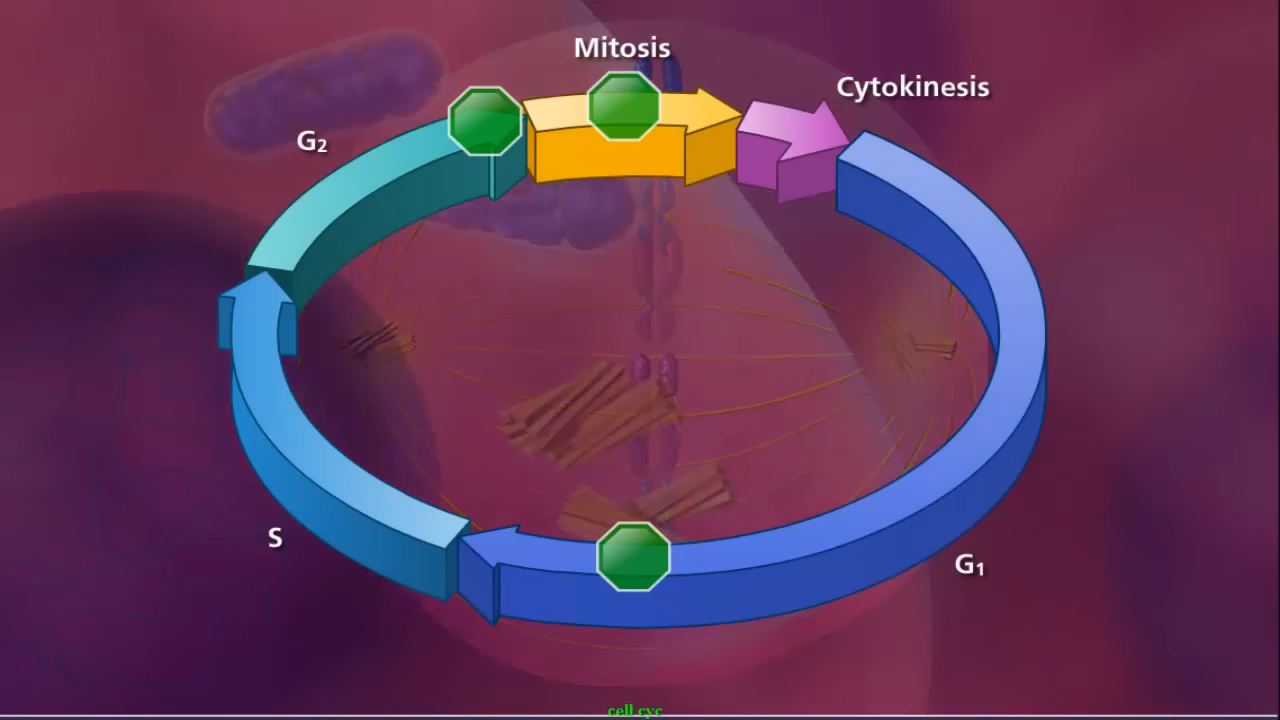 Mitosis
Cytokinesis
G₂
S
G₁
cell cyc